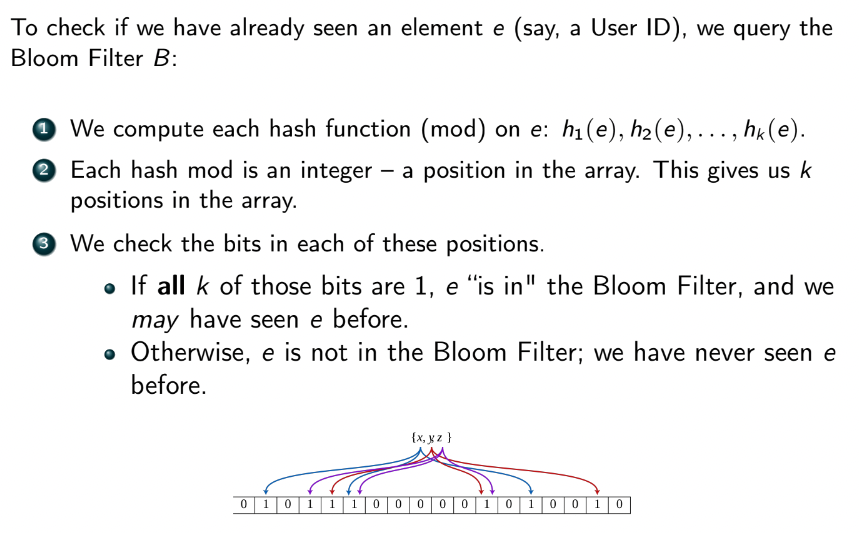 To check if we have already seen an element e (say, a User ID), we query the
Bloom Filter B:
1 We compute each hash function (mod) on e: h₁(e), h₂(e), . . . , hₖ(e).
2 Each hash mod is an integer – a position in the array. This gives us k
positions in the array.
3 We check the bits in each of these positions.
• If all k of those bits are 1, e “is in" the Bloom Filter, and we
may have seen e before.
• Otherwise, e is not in the Bloom Filter; we have never seen e
before.
{x, y, z }
0 1 0 1 1 1 0 0 0 0 0 1 0 1 0 0 1 0